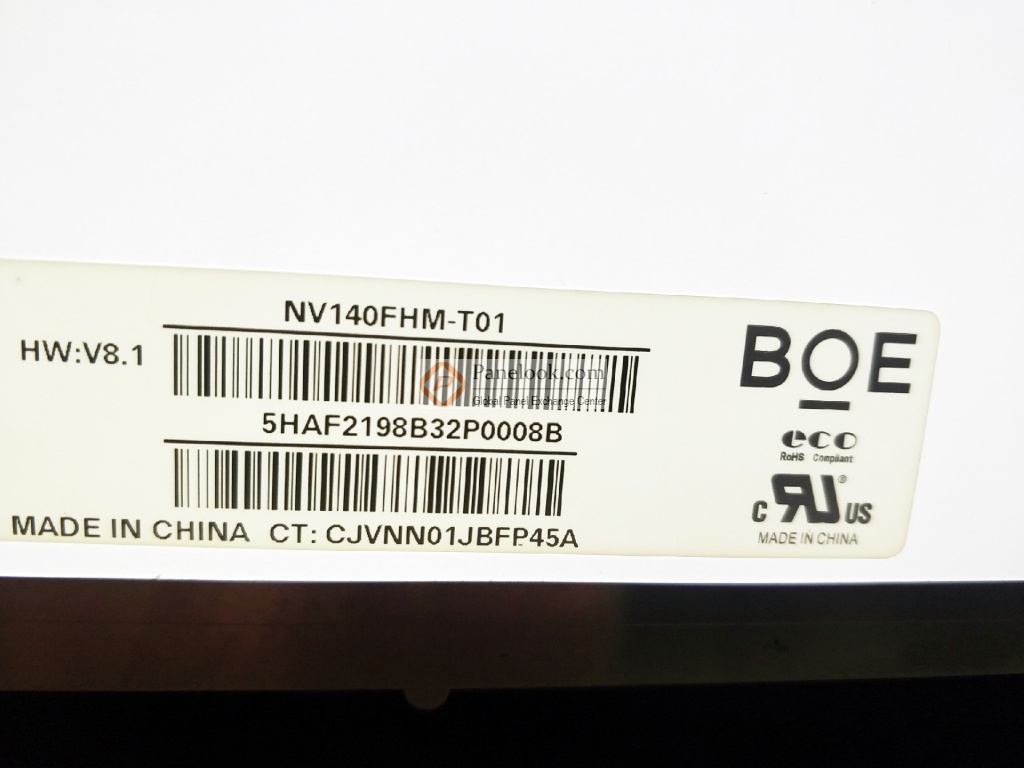 NV140FHM-T01
HW:V8.1
Panelook.com
Global Panel Exchange Center
5HAF2198B32P0008B
MADE IN CHINA CT: CJVNN01JBFP45A
BOE
eco
RoHS Compliant
c RU ® US
MADE IN CHINA